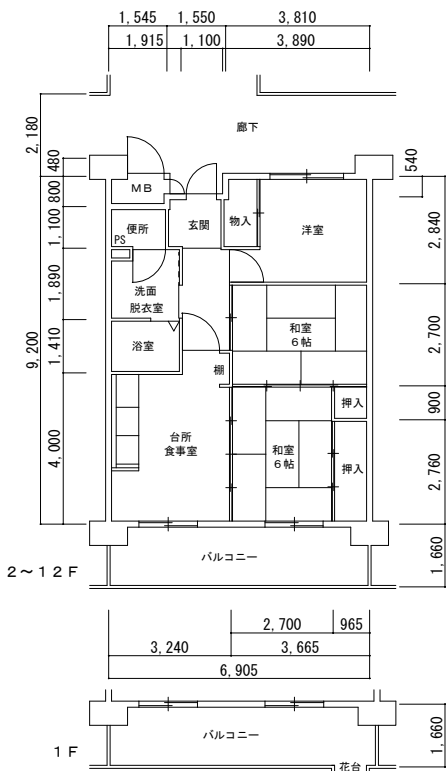 1,545 1,550 3,810
1,915 1,100 3,890
2,180
廊下
480
540
MB
800
玄関
物入
洋室
2,840
便所
1,100
PS
洗面
脱衣室
1,890
和室
6帖
2,700
9,200
浴室
1,410
棚
押入
900
台所
食事室
和室
6帖
押入
4,000
2,760
バルコニー
2～12F
1,660
2,700 965
3,240 3,665
6,905
バルコニー
1F
1,660
花台